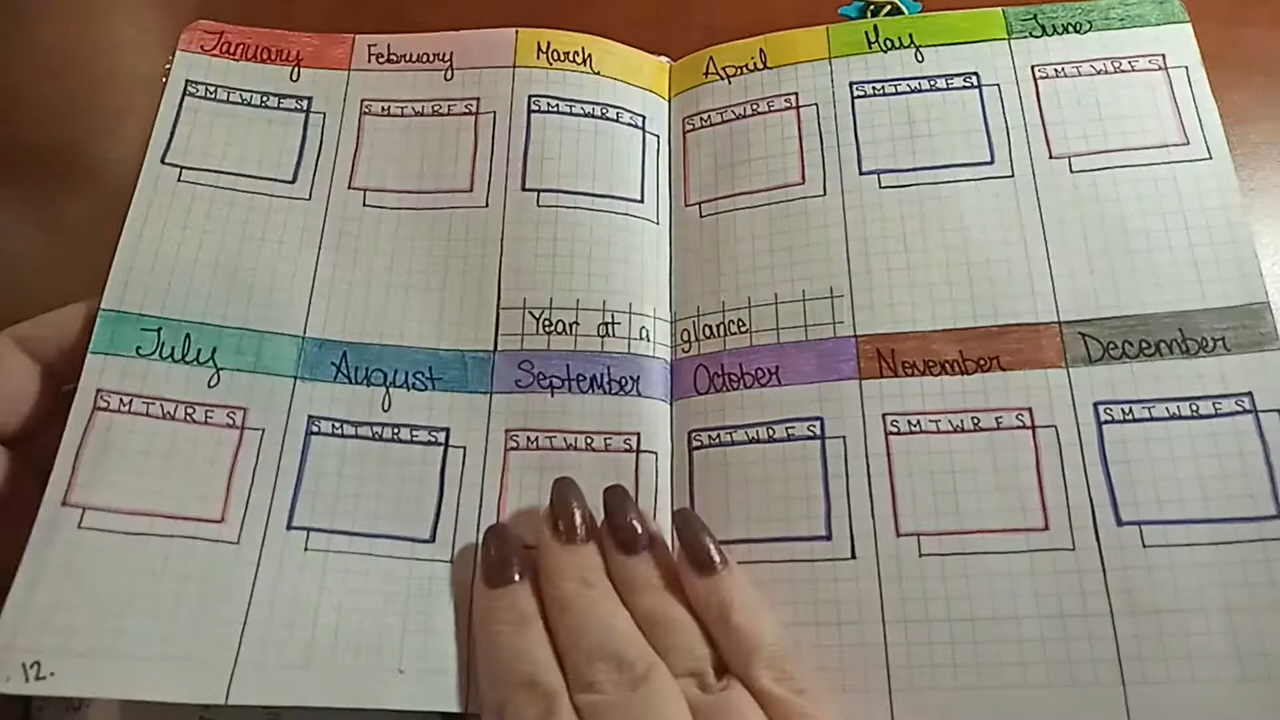 January February March April May June
SMTWRFS SMTWRFS SMTWRFS SMTWRFS SMTWRFS SMTWRFS
Year at a glance
July August September October November December
SMTWRFS SMTWRFS SMTWRFS SMTWRFS SMTWRFS SMTWRFS
.12.